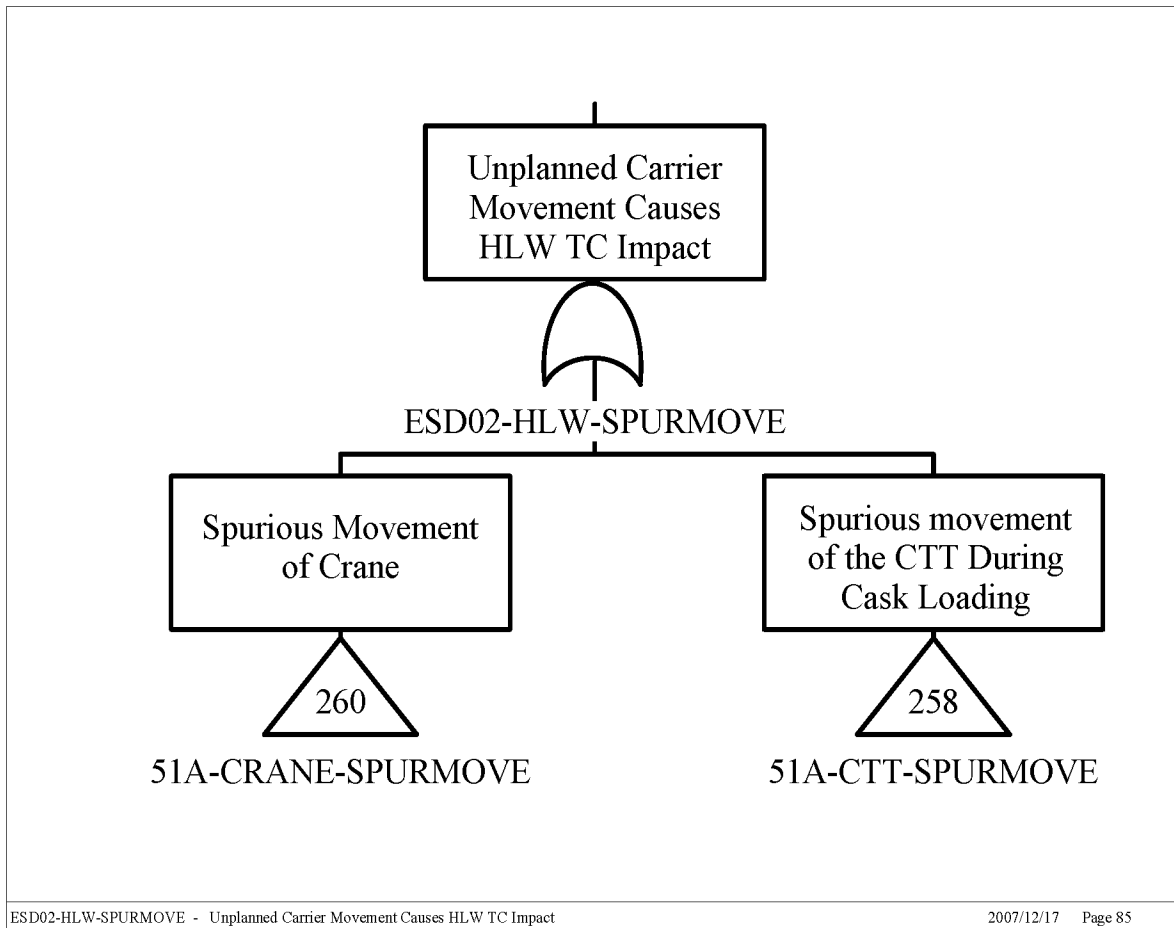 Unplanned Carrier
Movement Causes
HLW TC Impact
ESD02-HLW-SPURMOVE
Spurious Movement
of Crane
260
51A-CRANE-SPURMOVE
Spurious movement
of the CTT During
Cask Loading
258
51A-CTT-SPURMOVE
ESD02-HLW-SPURMOVE - Unplanned Carrier Movement Causes HLW TC Impact
2007/12/17 Page 85